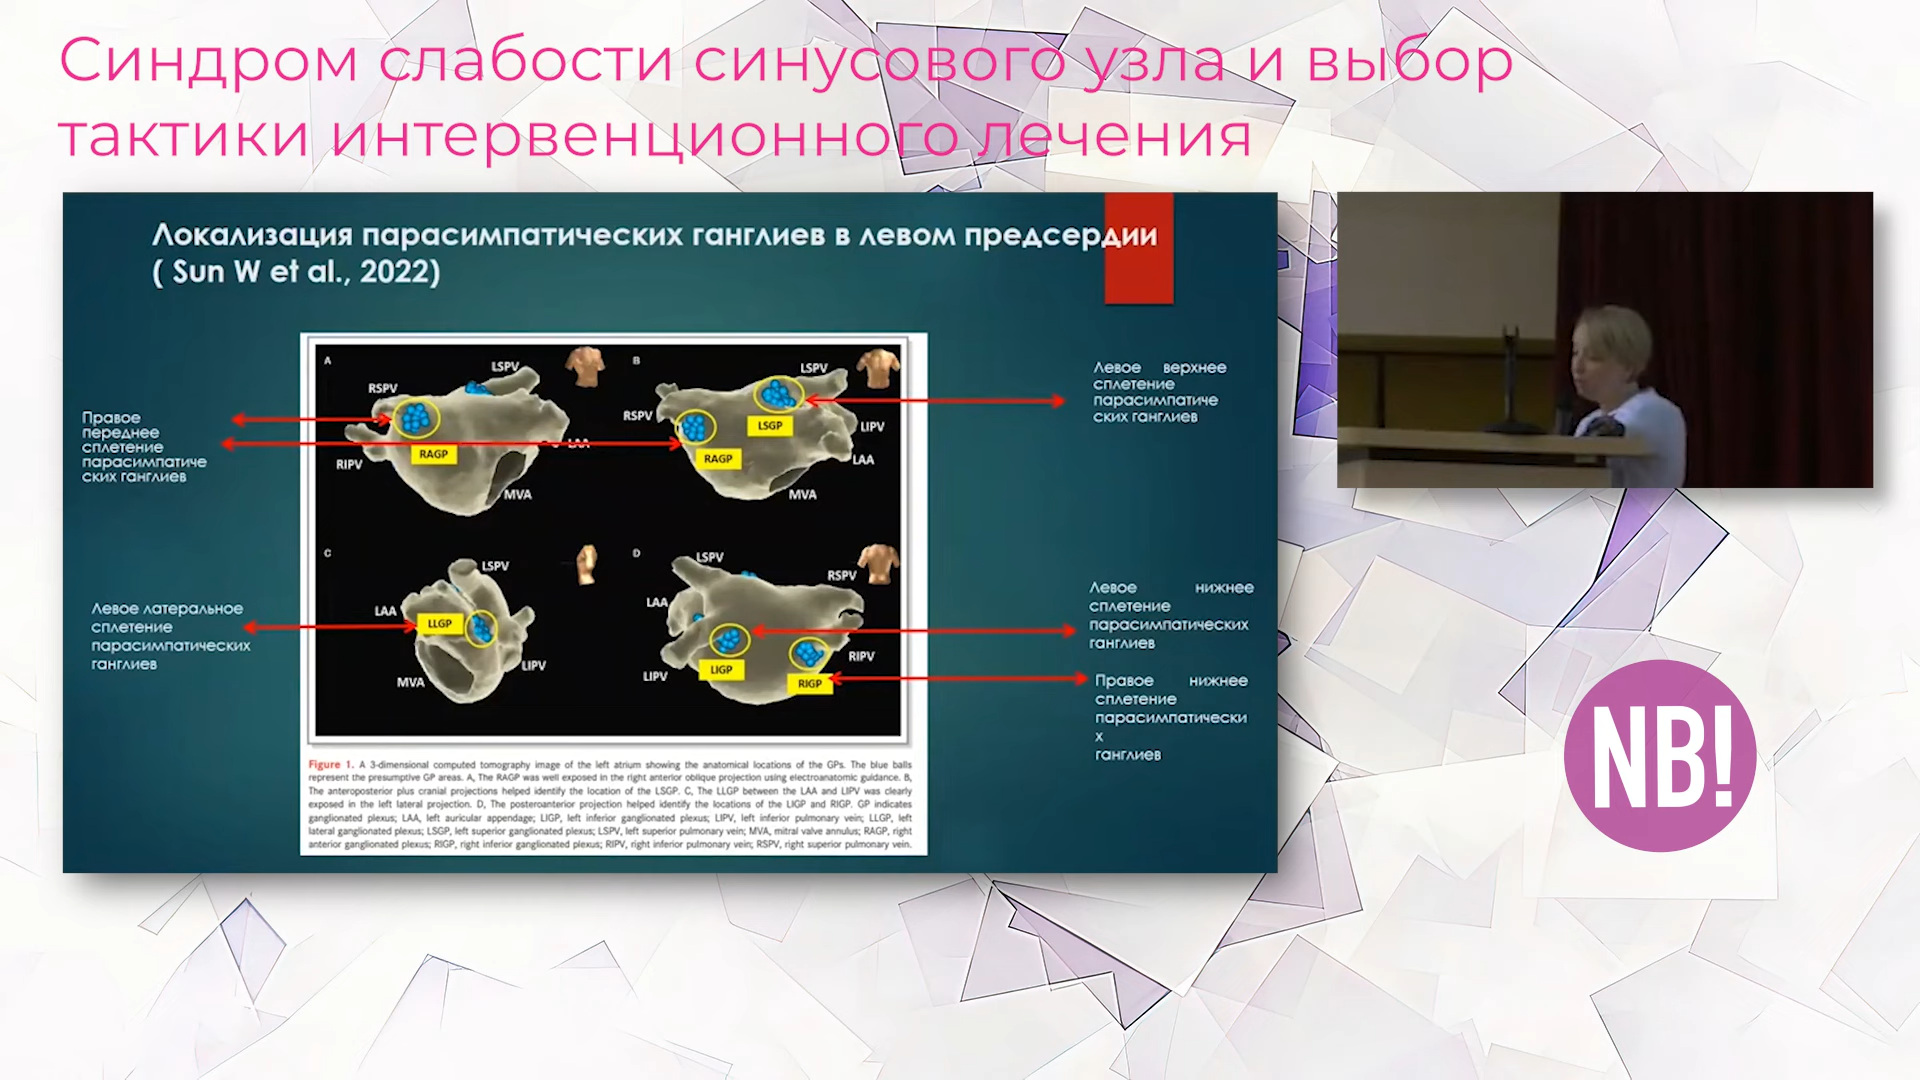 Синдром слабости синусового узла и выбор
тактики интервенционного лечения
Локализация парасимпатических ганглиев в левом предсердии
( Sun W et al., 2022)
Правое
переднее
сплетение
парасимпатиче
ских ганглиев
Левое латеральное
сплетение
парасимпатических
ганглиев
A
LSPV
RSPV
RAGP
LAA
RIPV
MVA
B
LSPV
RSPV
LSGP
LIPV
RAGP
LAA
MVA
C
LSPV
LAA
LLGP
LIPV
MVA
D
LSPV
RSPV
LAA
RIPV
LIGP
LIPV
RIGP
Левое верхнее
сплетение
парасимпатиче
ских ганглиев
Левое нижнее
сплетение
парасимпатических
ганглиев
Правое нижнее
сплетение
парасимпатически
х
ганглиев
Figure 1. A 3-dimensional computed tomography image of the left atrium showing the anatomical locations of the GPs. The blue balls
represent the presumptive GP areas. A, The RAGP was well exposed in the right anterior oblique projection using electroanatomic guidance. B,
The anteroposterior plus cranial projections helped identify the location of the LSGP. C, The LLGP between the LAA and LIPV was clearly
exposed in the left lateral projection. D, The posteroanterior projection helped identify the locations of the LIGP and RIGP. GP indicates
ganglionated plexus; LAA, left auricular appendage; LIGP, left inferior ganglionated plexus; LIPV, left inferior pulmonary vein; LLGP, left
lateral ganglionated plexus; LSGP, left superior ganglionated plexus; LSPV, left superior pulmonary vein; MVA, mitral valve annulus; RAGP, right
anterior ganglionated plexus; RIGP, right inferior ganglionated plexus; RIPV, right inferior pulmonary vein; RSPV, right superior pulmonary vein.
NB!